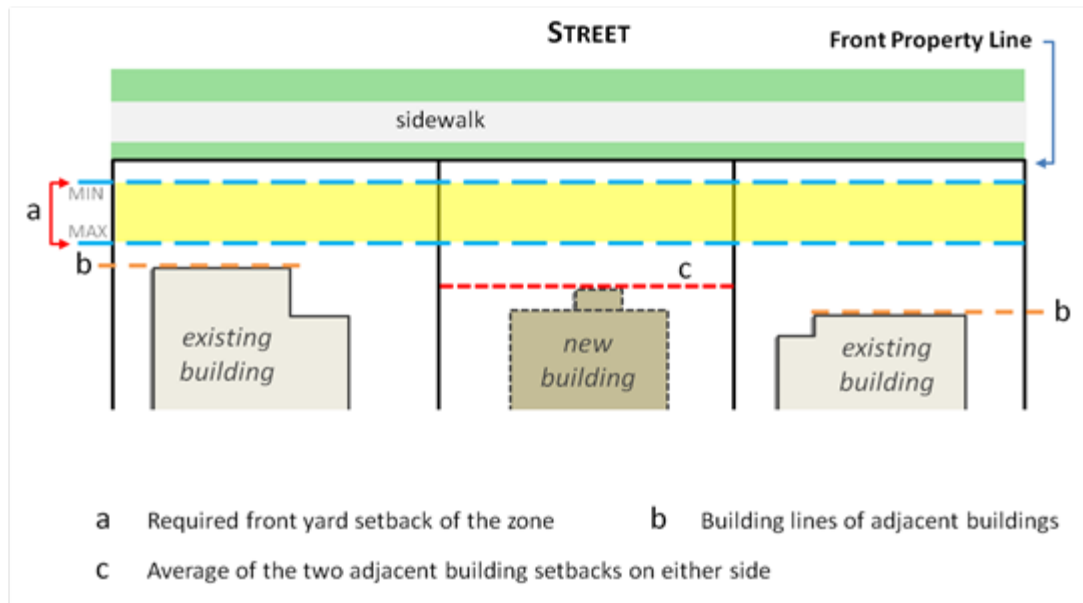 STREET
Front Property Line
sidewalk
MIN
a
MAX
b
c
existing
building
new
building
b
existing
building
a Required front yard setback of the zone
b Building lines of adjacent buildings
c Average of the two adjacent building setbacks on either side